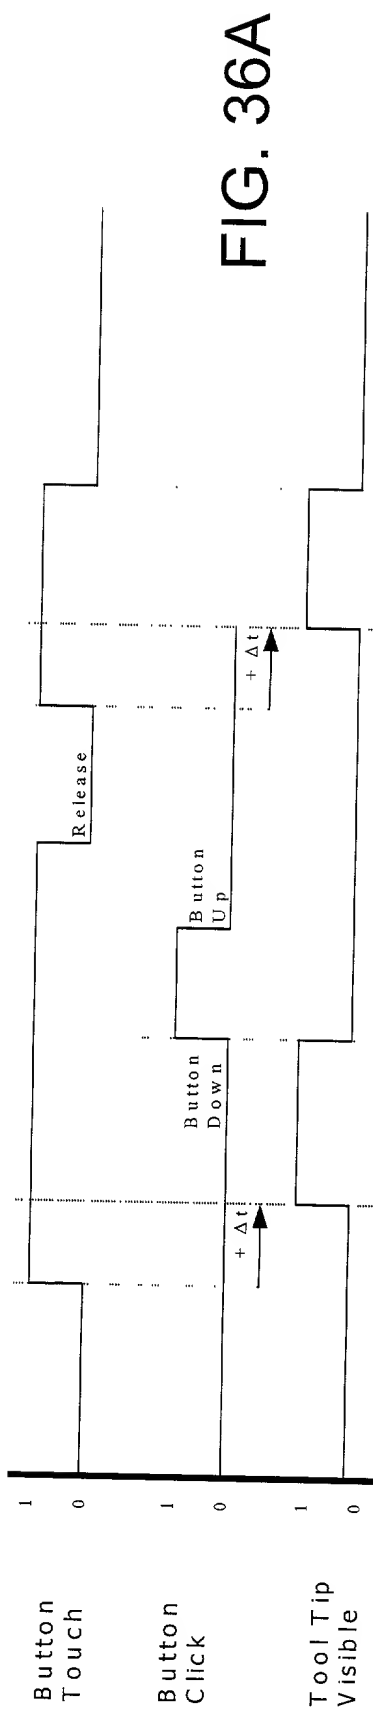 Button
Touch
1
0
Release
Button
Click
1
0
Button
Down
Button
Up
+ Δt
+ Δt
Tool Tip
Visible
1
0
FIG. 36A